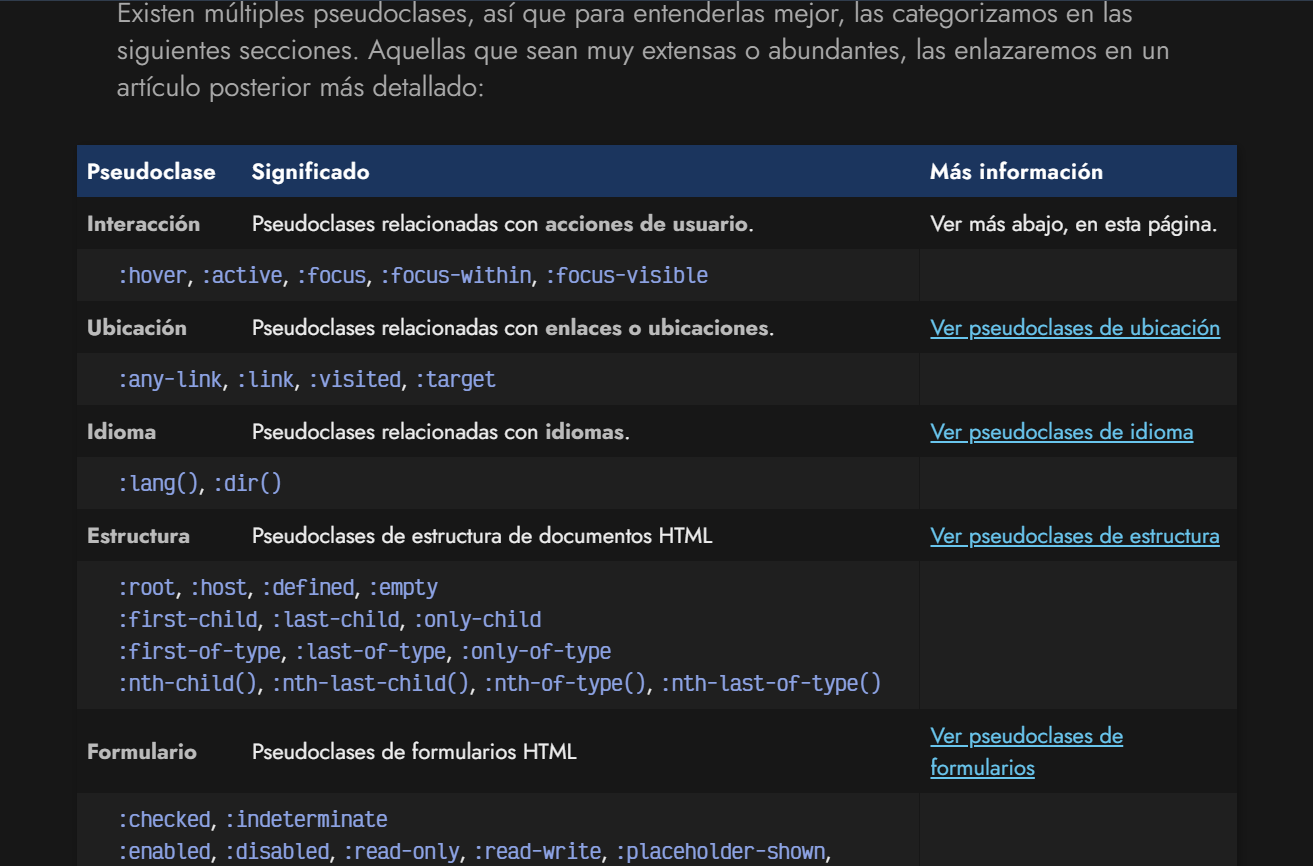 Existen múltiples pseudoclases, así que para entenderlas mejor, las categorizamos en las
siguientes secciones. Aquellas que sean muy extensas o abundantes, las enlazaremos en un
artículo posterior más detallado:
Pseudoclase Significado Más información
Interacción Pseudoclases relacionadas con acciones de usuario. Ver más abajo, en esta página.
:hover, :active, :focus, :focus-within, :focus-visible
Ubicación Pseudoclases relacionadas con enlaces o ubicaciones. Ver pseudoclases de ubicación
:any-link, :link, :visited, :target
Idioma Pseudoclases relacionadas con idiomas. Ver pseudoclases de idioma
:lang(), :dir()
Estructura Pseudoclases de estructura de documentos HTML Ver pseudoclases de estructura
:root, :host, :defined, :empty
:first-child, :last-child, :only-child
:first-of-type, :last-of-type, :only-of-type
:nth-child(), :nth-last-child(), :nth-of-type(), :nth-last-of-type()
Formulario Pseudoclases de formularios HTML Ver pseudoclases de
formularios
:checked, :indeterminate
:enabled, :disabled, :read-only, :read-write, :placeholder-shown,